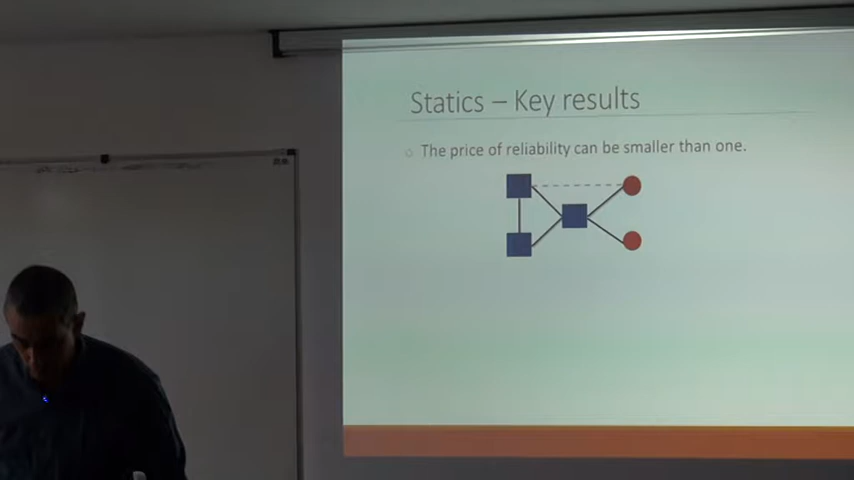 Statics – Key results
The price of reliability can be smaller than one.